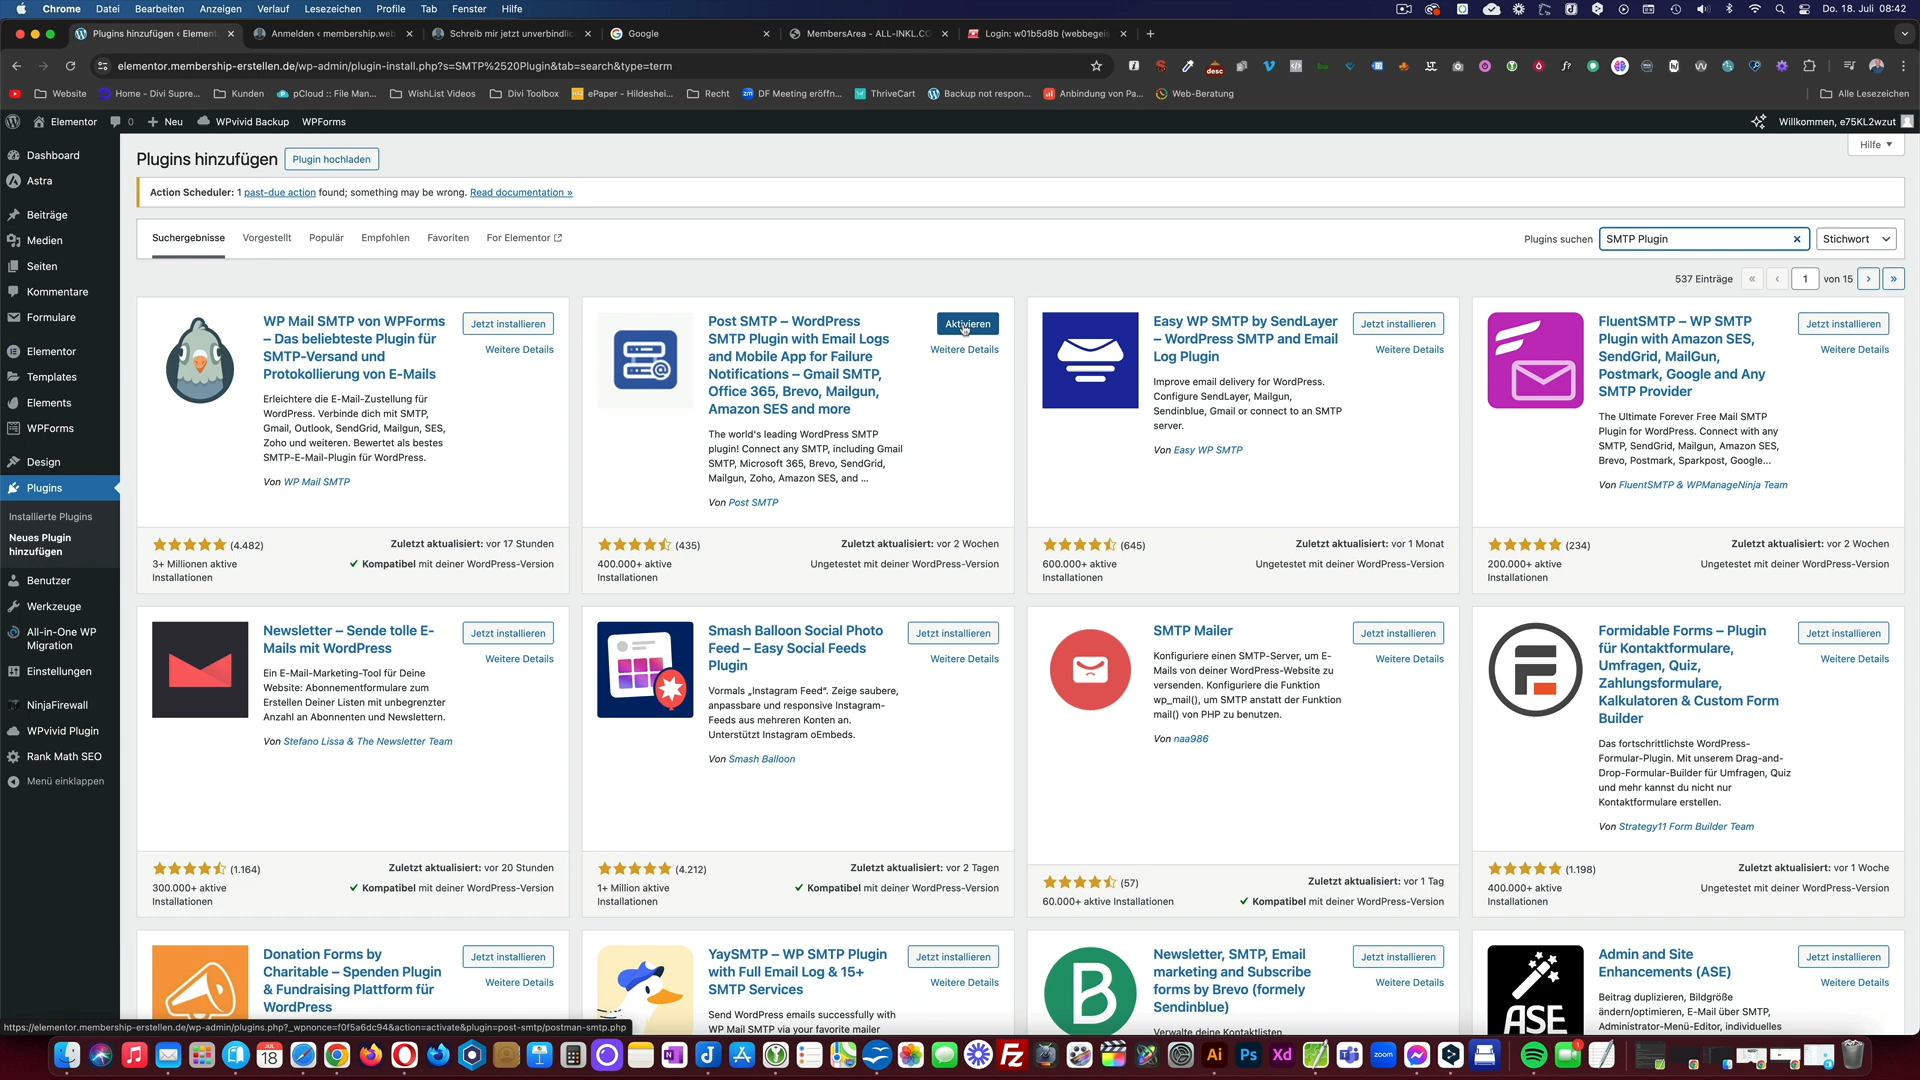 Chrome Datei Bearbeiten Anzeigen Verlauf Lesezeichen Profile Tab Fenster Hilfe Do. 18. Juli 08:42
Plugins hinzufügen ‹ Element Anmelden ‹ membership.web Schreib mir jetzt unverbindlic Google MembersArea - ALL-INKL.CO Login: w01b5d8b (webbegeis
elementor.membership-erstellen.de/wp-admin/plugin-install.php?s=SMTP%2520Plugin&tab=search&type=term
Website Home - Divi Supre... Kunden pCloud :: File Man... WishList Videos Divi Toolbox ePaper - Hildeshei... Recht DF Meeting eröffn... ThriveCart Backup not respon... Anbindung von Pa... Web-Beratung Alle Lesezeichen
Elementor 0 Neu WPvivid Backup WPForms Willkommen, e75KL2wzut
Dashboard
Astra
Beiträge
Medien
Seiten
Kommentare
Formulare
Elementor
Templates
Elements
WPForms
Design
Plugins
Installierte Plugins
Neues Plugin
hinzufügen
Benutzer
Werkzeuge
All-in-One WP
Migration
Einstellungen
NinjaFirewall
WPvivid Plugin
Rank Math SEO
Menü einklappen
Plugins hinzufügen Plugin hochladen Hilfe
Action Scheduler: 1 past-due action found; something may be wrong. Read documentation »
Suchergebnisse Vorgestellt Populär Empfohlen Favoriten For Elementor Plugins suchen SMTP Plugin Stichwort
537 Einträge « ‹ 1 von 15 › »
WP Mail SMTP von WPForms
– Das beliebteste Plugin für
SMTP-Versand und
Protokollierung von E-Mails
Jetzt installieren
Weitere Details
Erleichtere die E-Mail-Zustellung für
WordPress. Verbinde dich mit SMTP,
Gmail, Outlook, SendGrid, Mailgun, SES,
Zoho und weiteren. Bewertet als bestes
SMTP-E-Mail-Plugin für WordPress.
Von WP Mail SMTP
(4.482)
3+ Millionen aktive
Installationen
Zuletzt aktualisiert: vor 17 Stunden
Kompatibel mit deiner WordPress-Version
Post SMTP – WordPress
SMTP Plugin with Email Logs
and Mobile App for Failure
Notifications – Gmail SMTP,
Office 365, Brevo, Mailgun,
Amazon SES and more
Aktivieren
Weitere Details
The world's leading WordPress SMTP
plugin! Connect any SMTP, including Gmail
SMTP, Microsoft 365, Brevo, SendGrid,
Mailgun, Zoho, Amazon SES, and ...
Von Post SMTP
(435)
400.000+ aktive
Installationen
Zuletzt aktualisiert: vor 2 Wochen
Ungetestet mit deiner WordPress-Version
Easy WP SMTP by SendLayer
– WordPress SMTP and Email
Log Plugin
Jetzt installieren
Weitere Details
Improve email delivery for WordPress.
Configure SendLayer, Mailgun,
Sendinblue, Gmail or connect to an SMTP
server.
Von Easy WP SMTP
(645)
600.000+ aktive
Installationen
Zuletzt aktualisiert: vor 1 Monat
Ungetestet mit deiner WordPress-Version
FluentSMTP – WP SMTP
Plugin with Amazon SES,
SendGrid, MailGun,
Postmark, Google and Any
SMTP Provider
Jetzt installieren
Weitere Details
The Ultimate Forever Free Mail SMTP
Plugin for WordPress. Connect with any
SMTP, SendGrid, Mailgun, Amazon SES,
Brevo, Postmark, Sparkpost, Google...
Von FluentSMTP & WPManageNinja Team
(234)
200.000+ aktive
Installationen
Zuletzt aktualisiert: vor 2 Wochen
Ungetestet mit deiner WordPress-Version
Newsletter – Sende tolle E-
Mails mit WordPress
Jetzt installieren
Weitere Details
Ein E-Mail-Marketing-Tool für Deine
Website: Abonnementformulare zum
Erstellen Deiner Listen mit unbegrenzter
Anzahl an Abonnenten und Newslettern.
Von Stefano Lissa & The Newsletter Team
(1.164)
300.000+ aktive
Installationen
Zuletzt aktualisiert: vor 20 Stunden
Kompatibel mit deiner WordPress-Version
Smash Balloon Social Photo
Feed – Easy Social Feeds
Plugin
Jetzt installieren
Weitere Details
Vormals „Instagram Feed“. Zeige saubere,
anpassbare und responsive Instagram-
Feeds aus mehreren Konten an.
Unterstützt Instagram oEmbeds.
Von Smash Balloon
(4.212)
1+ Million aktive
Installationen
Zuletzt aktualisiert: vor 2 Tagen
Kompatibel mit deiner WordPress-Version
SMTP Mailer
Jetzt installieren
Weitere Details
Konfiguriere einen SMTP-Server, um E-
Mails von deiner WordPress-Website zu
versenden. Konfiguriere die Funktion
wp_mail(), um SMTP anstatt der Funktion
mail() von PHP zu benutzen.
Von naa986
(57)
60.000+ aktive Installationen
Zuletzt aktualisiert: vor 1 Tag
Kompatibel mit deiner WordPress-Version
Formidable Forms – Plugin
für Kontaktformulare,
Umfragen, Quiz,
Zahlungsformulare,
Kalkulatoren & Custom Form
Builder
Jetzt installieren
Weitere Details
Das fortschrittlichste WordPress-
Formular-Plugin. Mit unserem Drag-and-
Drop-Formular-Builder für Umfragen, Quiz
und mehr kannst du nicht nur
Kontaktformulare erstellen.
Von Strategy11 Form Builder Team
(1.198)
400.000+ aktive
Installationen
Zuletzt aktualisiert: vor 1 Woche
Ungetestet mit deiner WordPress-Version
Donation Forms by
Charitable – Spenden Plugin
& Fundraising Plattform für
WordPress
Jetzt installieren
Weitere Details
YaySMTP – WP SMTP Plugin
with Full Email Log & 15+
SMTP Services
Jetzt installieren
Weitere Details
Send WordPress emails successfully with
WP Mail SMTP via your favorite mailer
Newsletter, SMTP, Email
marketing and Subscribe
forms by Brevo (formely
Sendinblue)
Jetzt installieren
Weitere Details
Verwalte deine Kontaktlisten,
ASE
Admin and Site
Enhancements (ASE)
Jetzt installieren
Weitere Details
Beitrag duplizieren, Bildgröße
ändern/optimieren, E-Mail über SMTP,
Administrator-Menü-Editor, individuelles
https://elementor.membership-erstellen.de/wp-admin/plugins.php?_wpnonce=f0f5a6dc94&action=activate&plugin=post-smtp/postman-smtp.php